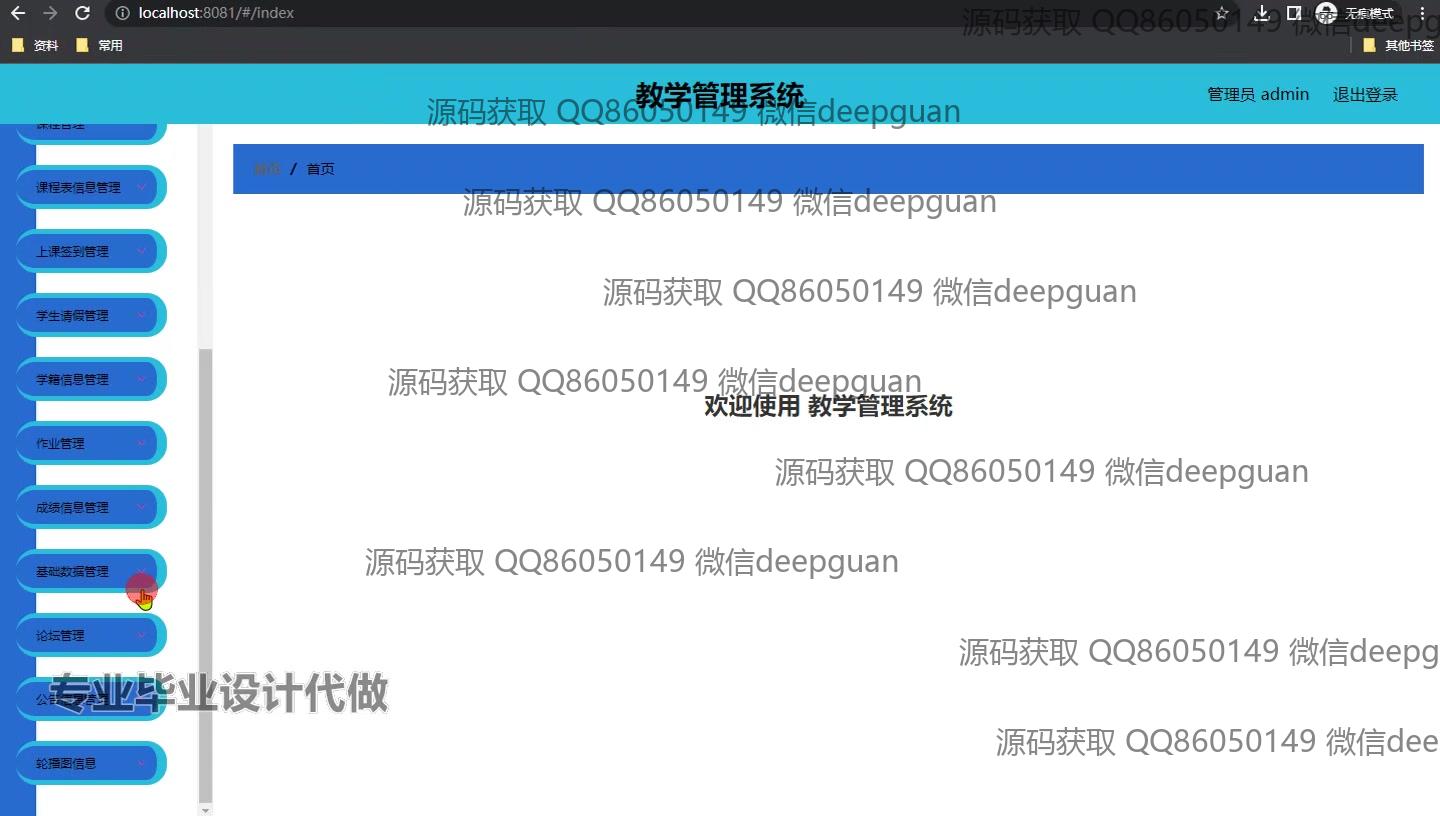 localhost:8081/#/index
无痕模式
源码获取 QQ86050149 微信deepg
资料
常用
其他书签
教学管理系统
管理员 admin
退出登录
源码获取 QQ86050149 微信deepguan
课程管理
首页 / 首页
课程表信息管理
源码获取 QQ86050149 微信deepguan
上课签到管理
源码获取 QQ86050149 微信deepguan
学生请假管理
学籍信息管理
源码获取 QQ86050149 微信deepguan
欢迎使用 教学管理系统
作业管理
源码获取 QQ86050149 微信deepguan
成绩信息管理
源码获取 QQ86050149 微信deepguan
基础数据管理
论坛管理
源码获取 QQ86050149 微信deepg
专业毕业设计代做
源码获取 QQ86050149 微信dee
轮播图信息